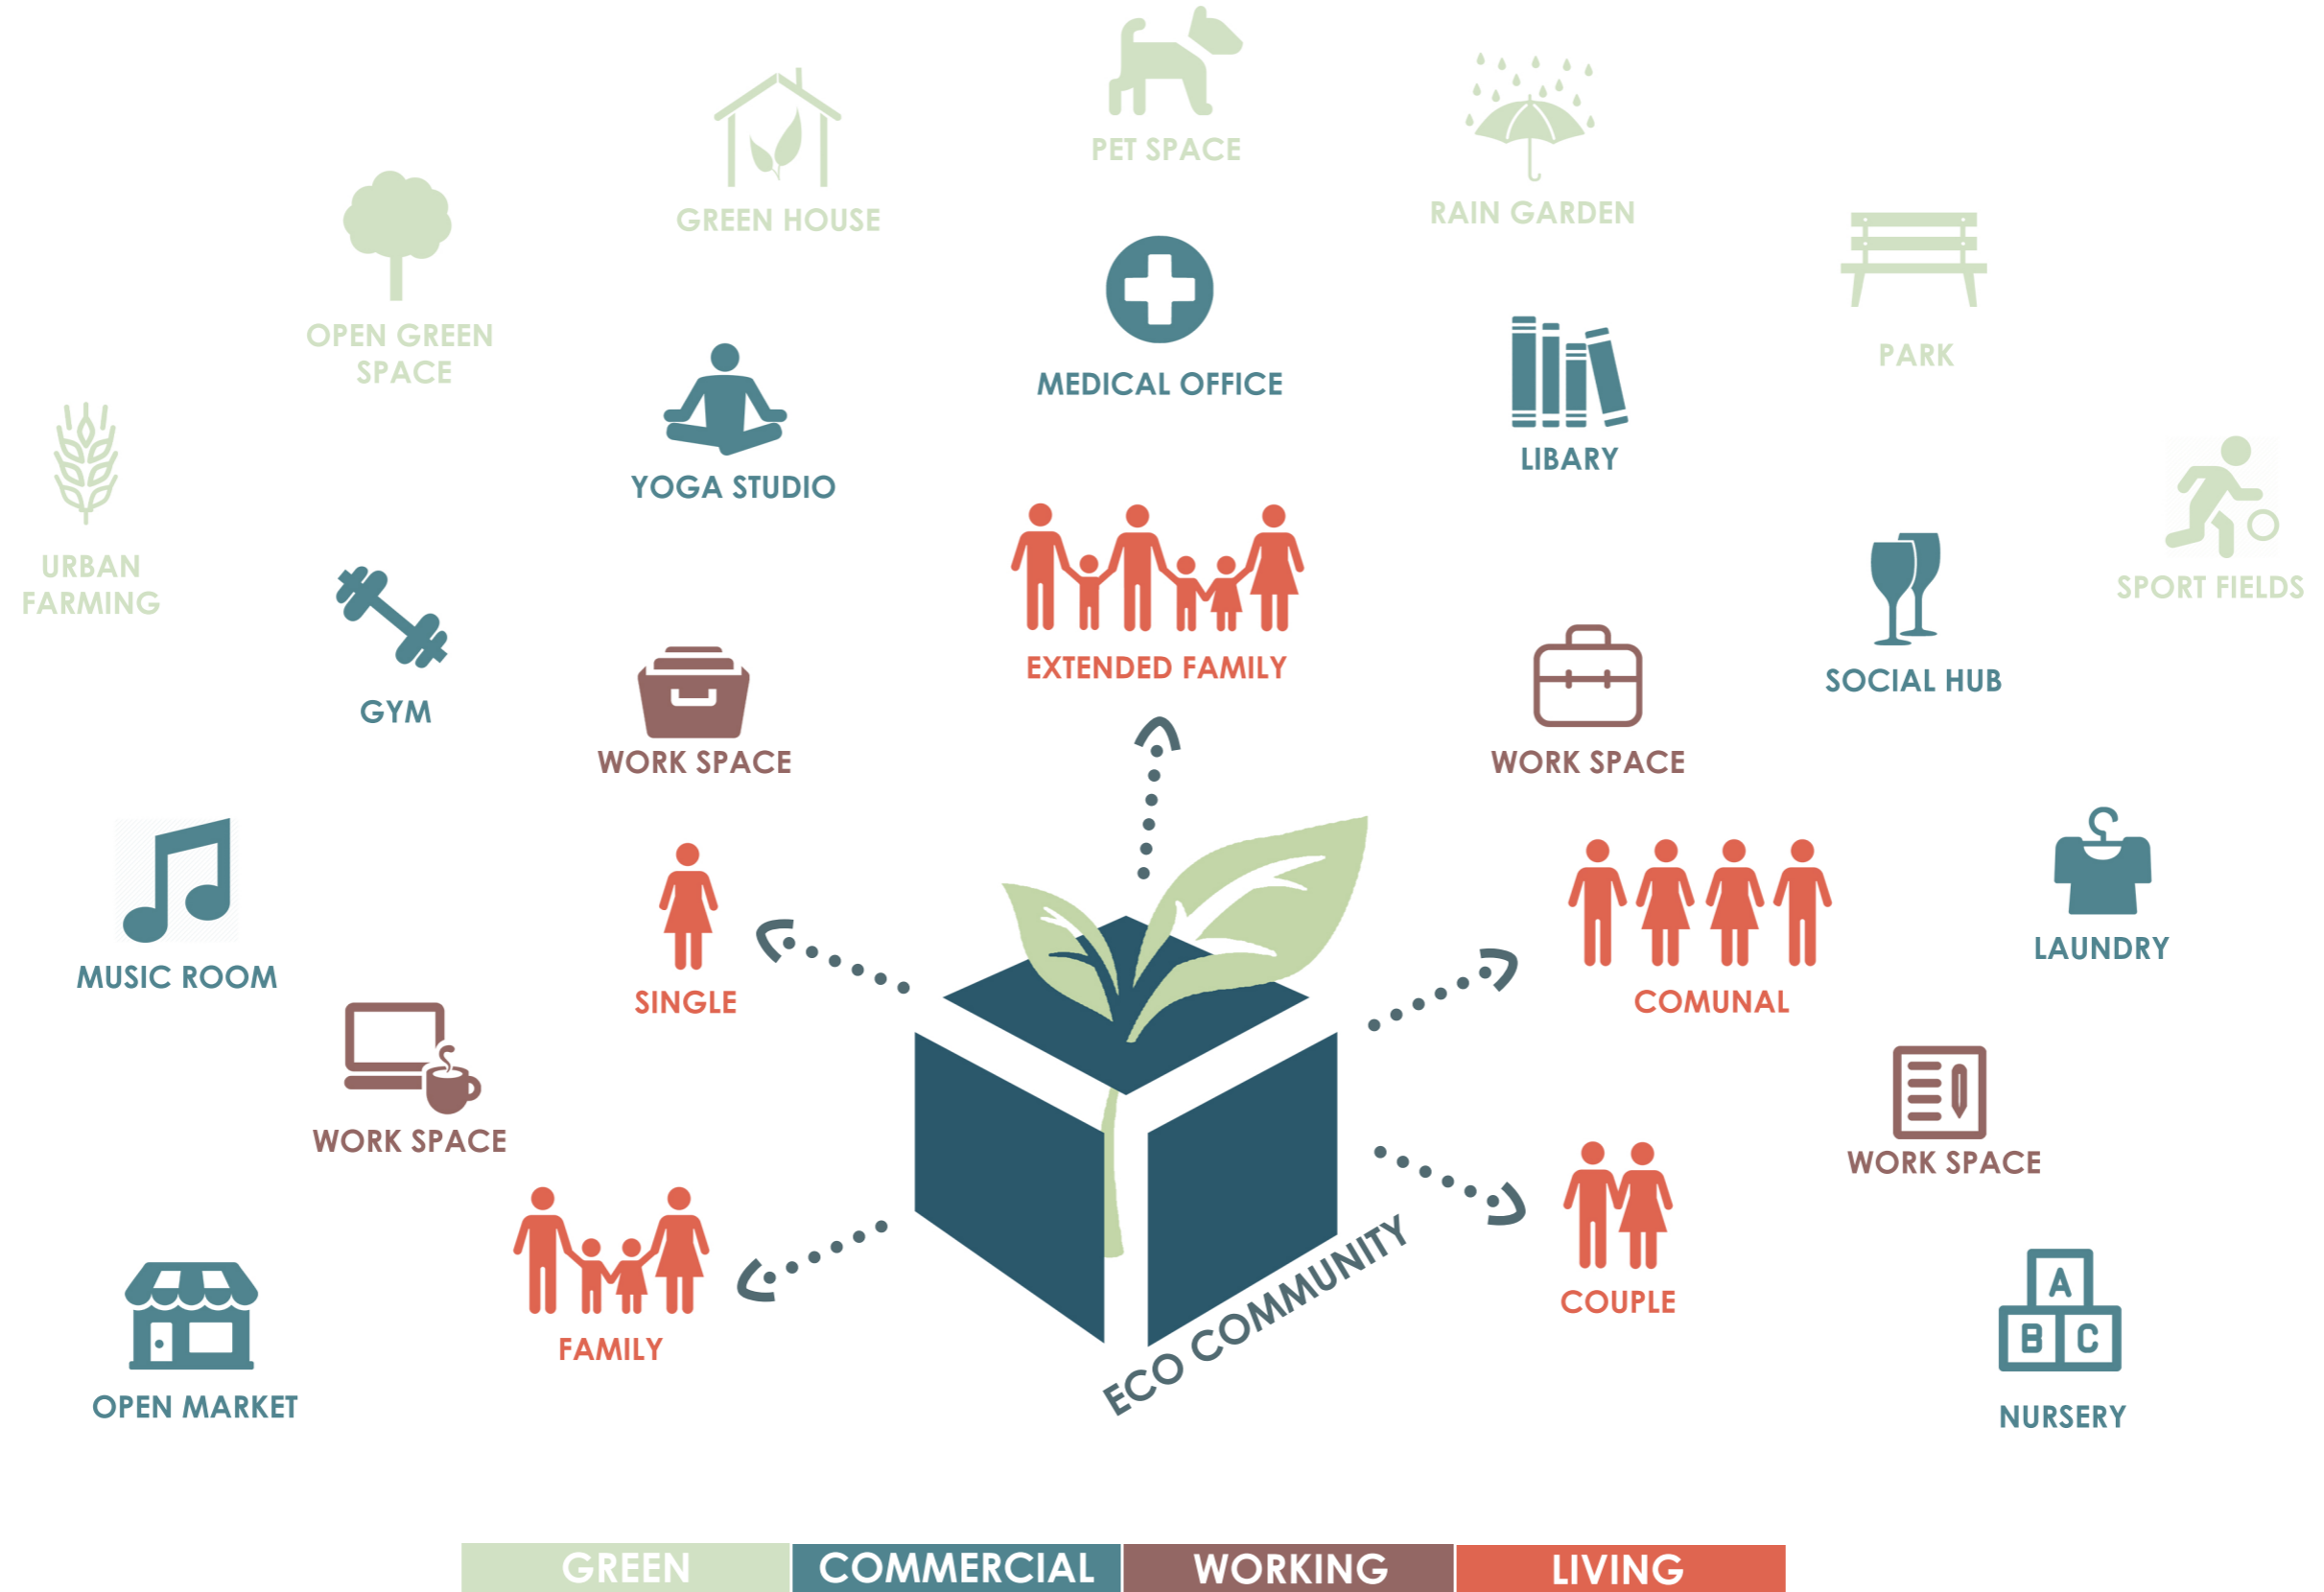 PET SPACE
GREEN HOUSE
RAIN GARDEN
OPEN GREEN
SPACE
PARK
MEDICAL OFFICE
YOGA STUDIO
LIBARY
URBAN
FARMING
SPORT FIELDS
GYM
EXTENDED FAMILY
SOCIAL HUB
WORK SPACE
WORK SPACE
MUSIC ROOM
SINGLE
COMUNAL
LAUNDRY
WORK SPACE
WORK SPACE
FAMILY
COUPLE
ECO COMMUNITY
A
B C
OPEN MARKET
NURSERY
GREEN
COMMERCIAL
WORKING
LIVING